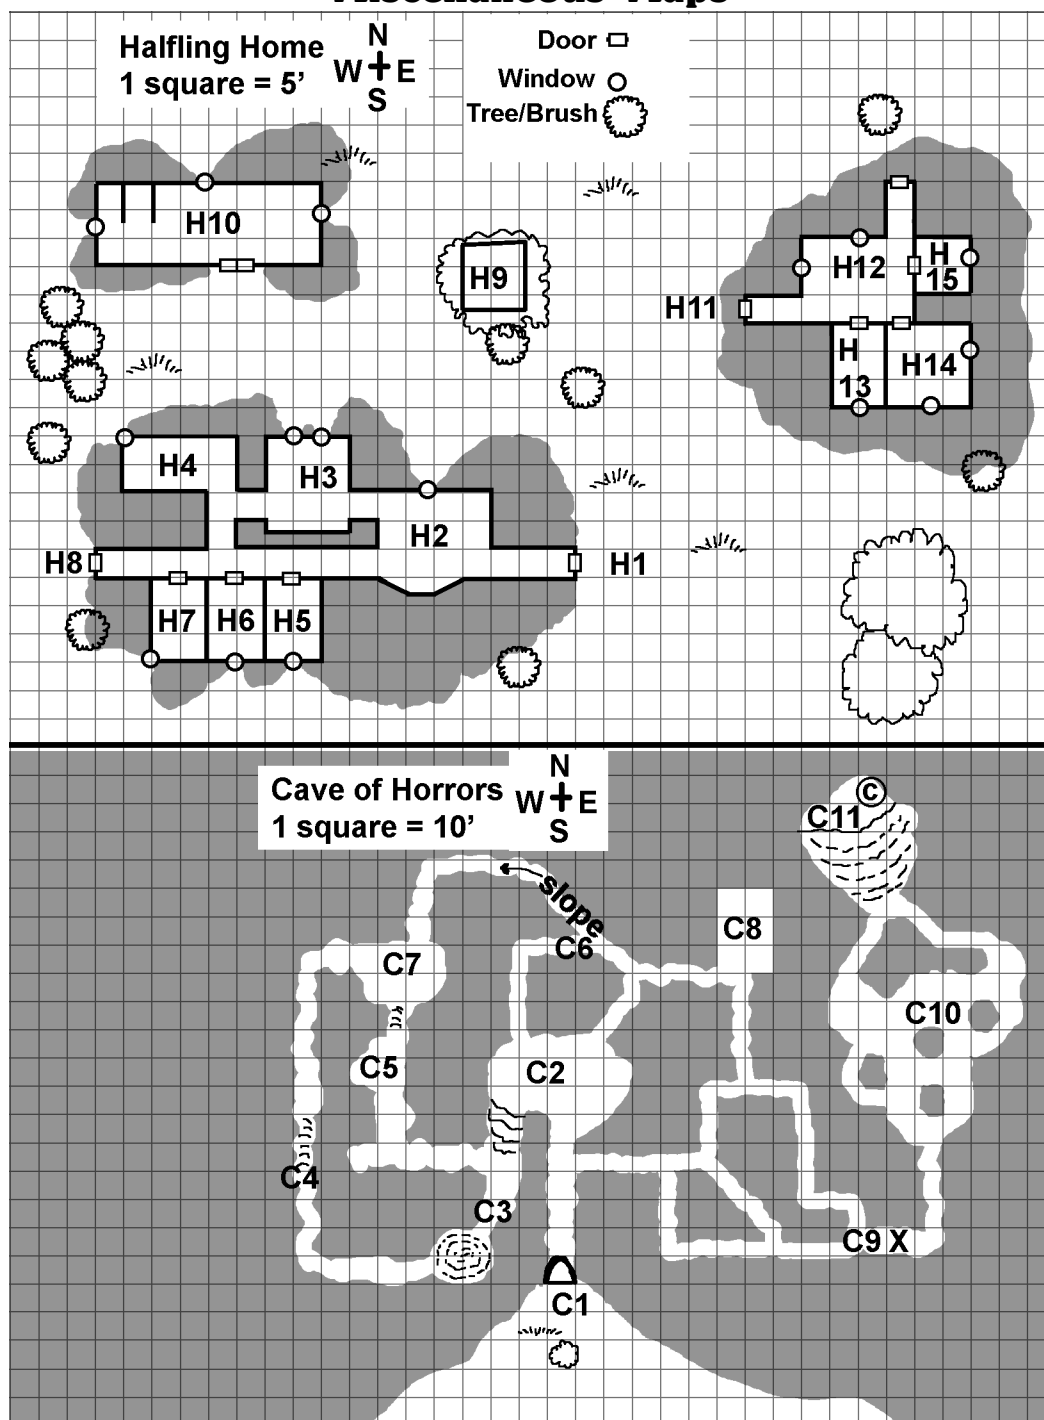 Miscellaneous Maps
Halfling Home
1 square = 5’
N
W E
S
Door
Window
Tree/Brush
H10
H9
H11
H12
H
15
H
13
H14
H4
H3
H2
H8
H1
H7
H6
H5
Cave of Horrors
1 square = 10’
N
W E
S
C
C11
slope
C6
C8
C7
C10
C5
C2
C4
C3
C9 X
C1